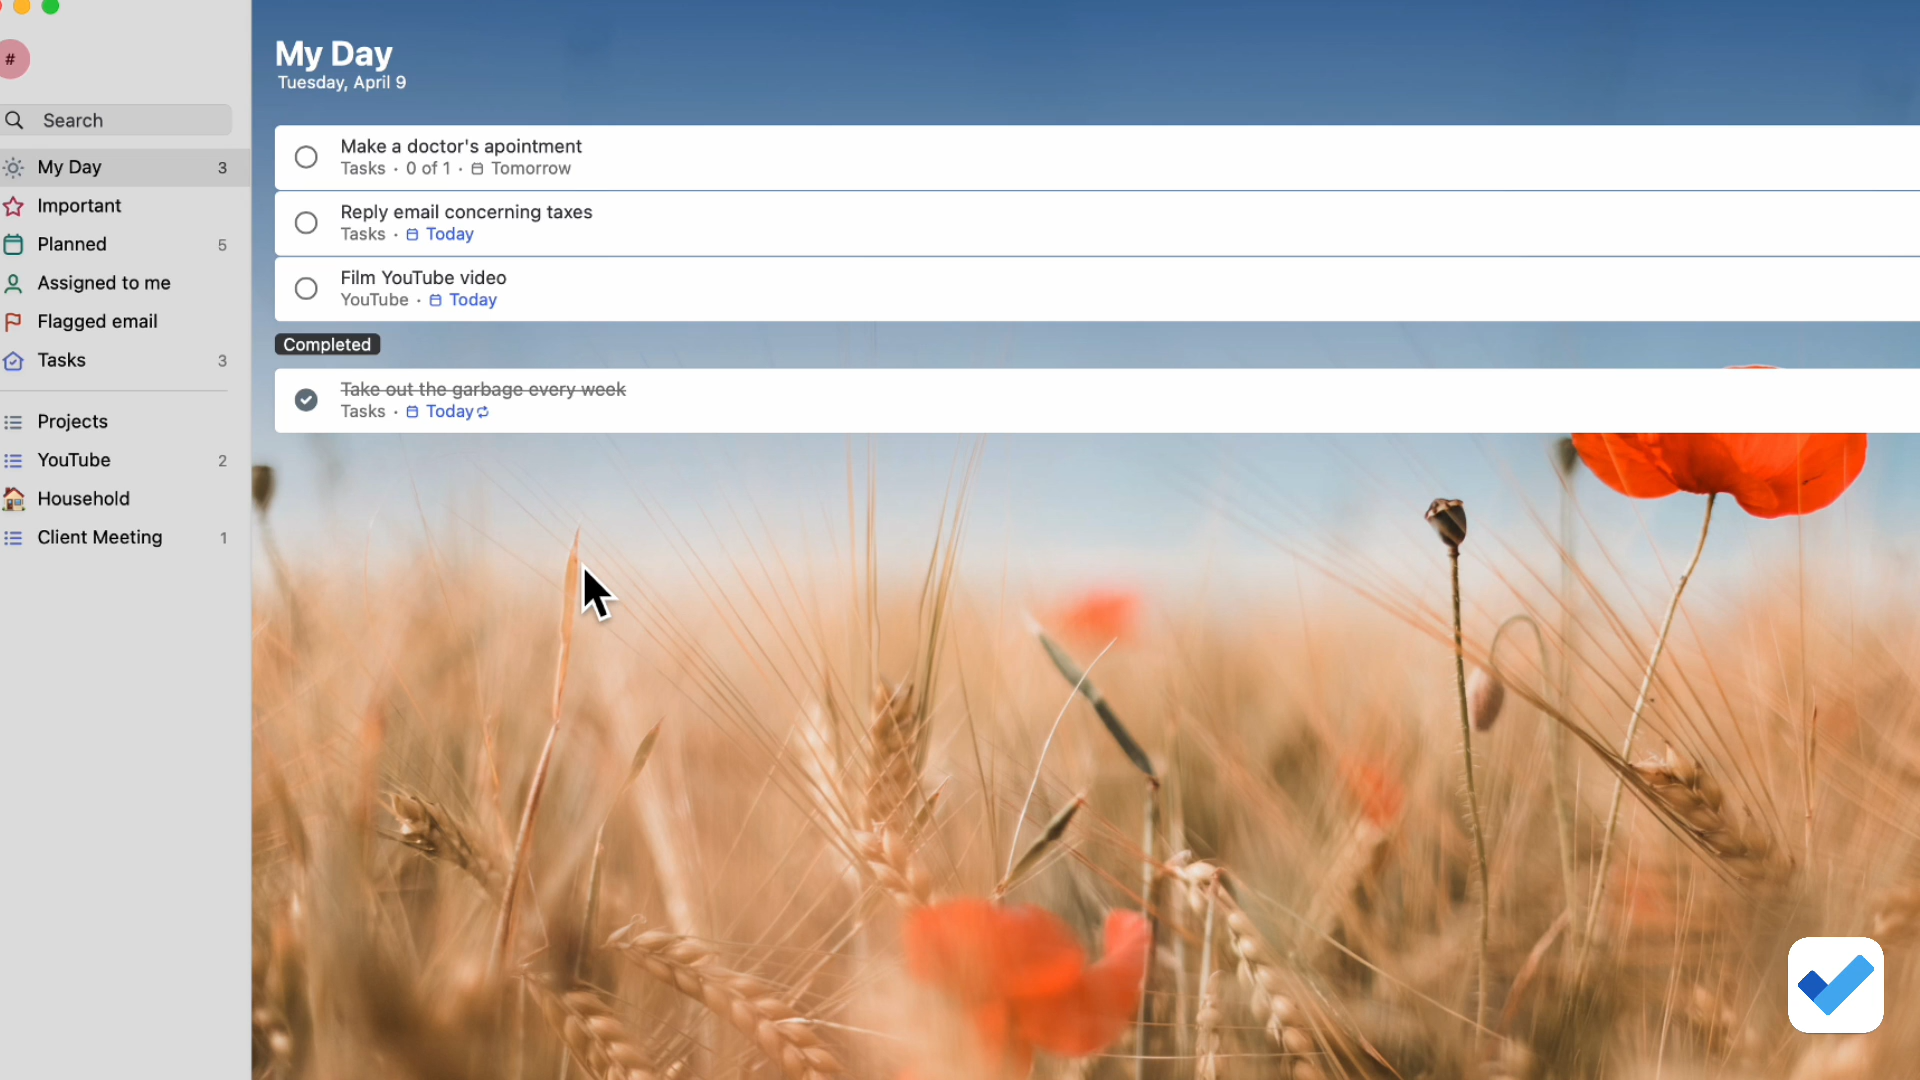 #
Search
My Day 3
Important
Planned 5
Assigned to me
Flagged email
Tasks 3
Projects
YouTube 2
Household
Client Meeting 1
My Day
Tuesday, April 9
Make a doctor's apointment
Tasks · 0 of 1 · Tomorrow
Reply email concerning taxes
Tasks · Today
Film YouTube video
YouTube · Today
Completed
Take out the garbage every week
Tasks · Today